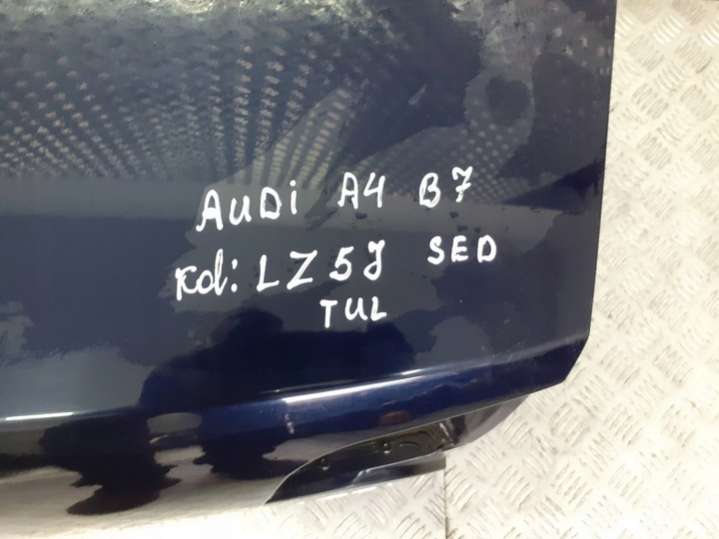 AUDi A4 B7
Kol: LZ5J SED
TUL